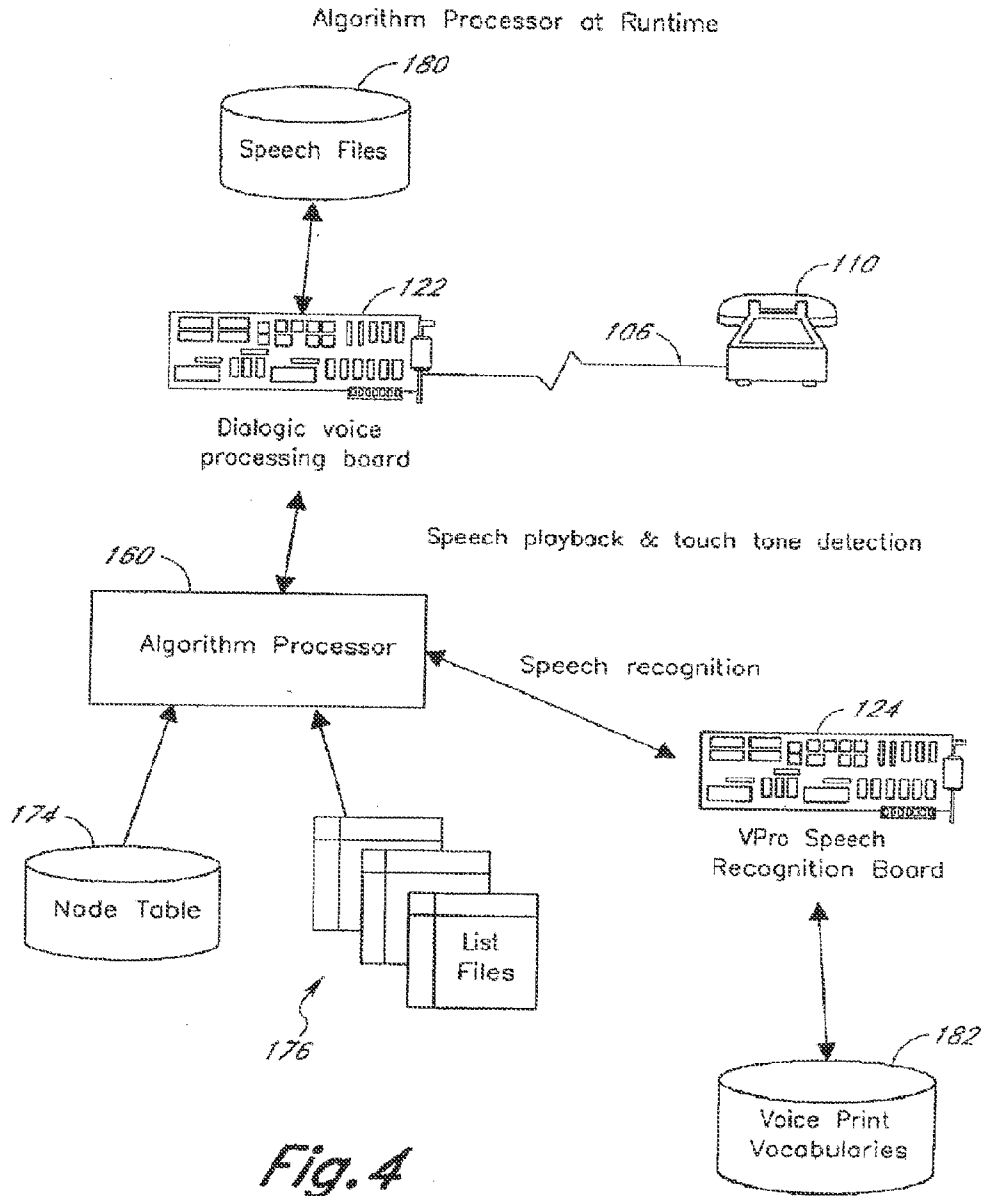 Algorithm Processor at Runtime
180
Speech Files
122
110
106
Dialogic voice
processing board
Speech playback & touch tone detection
160
Algorithm Processor
Speech recognition
124
174
VPro Speech
Recognition Board
Node Table
List
Files
176
182
Voice Print
Vocabularies
Fig. 4